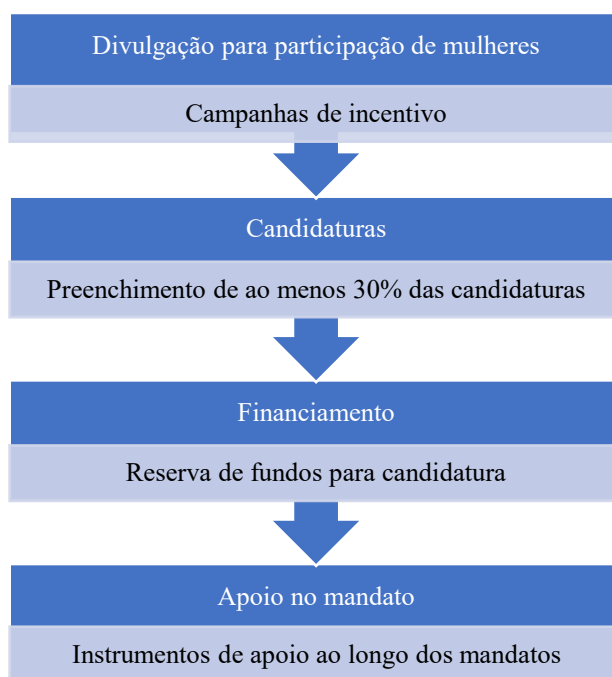 Divulgação para participação de mulheres
Campanhas de incentivo
Candidaturas
Preenchimento de ao menos 30% das candidaturas
Financiamento
Reserva de fundos para candidatura
Apoio no mandato
Instrumentos de apoio ao longo dos mandatos